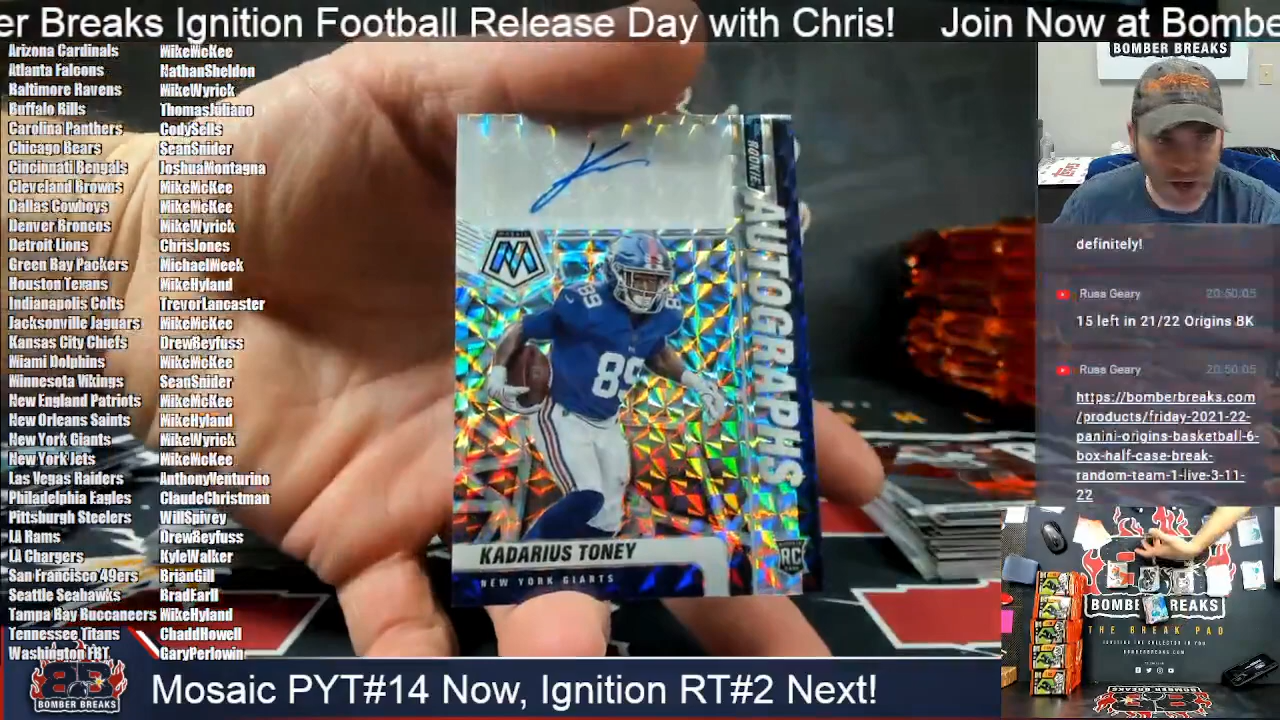 er Breaks Ignition Football Release Day with Chris! Join Now at Bombe
Arizona Cardinals MikeMcKee
Atlanta Falcons NathanSheldon
Baltimore Ravens MikeWyrick
Buffalo Bills ThomasJuliano
Carolina Panthers CodySells
Chicago Bears SeanSnider
Cincinnati Bengals JoshuaMontagna
Cleveland Browns MikeMcKee
Dallas Cowboys MikeMcKee
Denver Broncos MikeWyrick
Detroit Lions ChrisJones
Green Bay Packers MichaelMeek
Houston Texans MikeHyland
Indianapolis Colts TrevorLancaster
Jacksonville Jaguars MikeMcKee
Kansas City Chiefs DrewBeyfuss
Miami Dolphins MikeMcKee
Minnesota Vikings SeanSnider
New England Patriots MikeMcKee
New Orleans Saints MikeHyland
New York Giants MikeWyrick
New York Jets MikeMcKee
Las Vegas Raiders AnthonyVenturino
Philadelphia Eagles ClaudeChristman
Pittsburgh Steelers WillSpivey
LA Rams DrewBeyfuss
LA Chargers KyleWalker
San Francisco 49ers BrianGill
Seattle Seahawks BradEarll
Tampa Bay Buccaneers MikeHyland
Tennessee Titans ChaddHowell
Washington FBT GaryPerlowin
ROOKIE
AUTOGRAPHS
MOSAIC
89
KADARIUS TONEY
NEW YORK GIANTS
RC
BOMBER BREAKS
definitely!
Russ Geary 20:50:05
15 left in 21/22 Origins BK
Russ Geary 20:50:05
https://bomberbreaks.com
/products/friday-2021-22-
panini-origins-basketball-6-
box-half-case-break-
random-team-1-live-3-11-
22
BOMBER BREAKS
THE BREAK PAD
BOMBERBREAKS.COM
BOMBER BREAKS
BOMBER BREAKS
Mosaic PYT#14 Now, Ignition RT#2 Next!